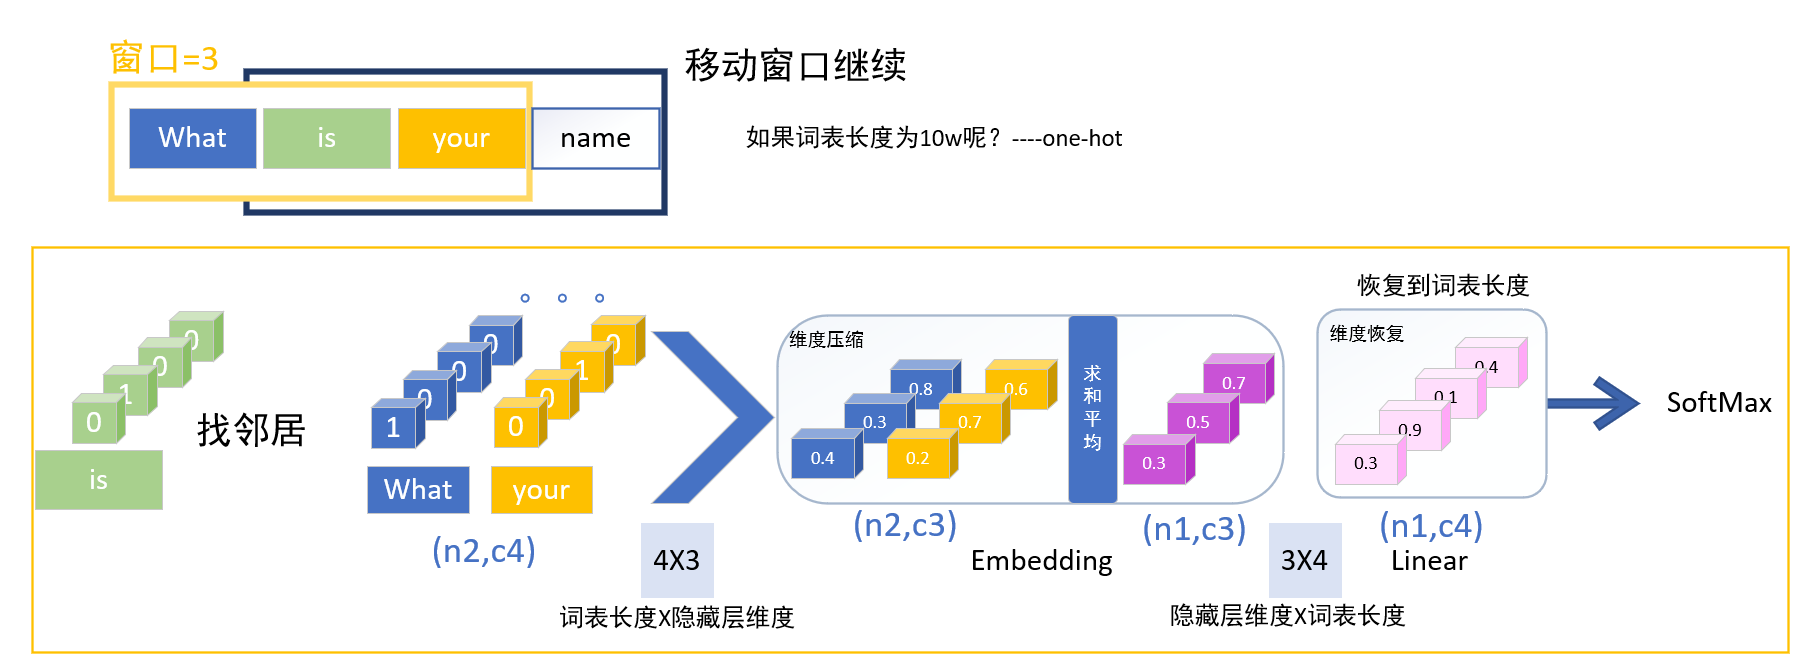 窗口=3
移动窗口继续
What is your name
如果词表长度为10w呢？----one-hot
恢复到词表长度
0 1 0 0
is
找邻居
1 0 0 0
What
0 0 1 0
your
(n2,c4)
4X3
词表长度X隐藏层维度
维度压缩
0.4 0.3 0.8
0.2 0.7 0.6
(n2,c3)
求和平均
0.3 0.5 0.7
(n1,c3)
Embedding
3X4
隐藏层维度X词表长度
维度恢复
0.3 0.9 0.1 0.4
(n1,c4)
Linear
SoftMax